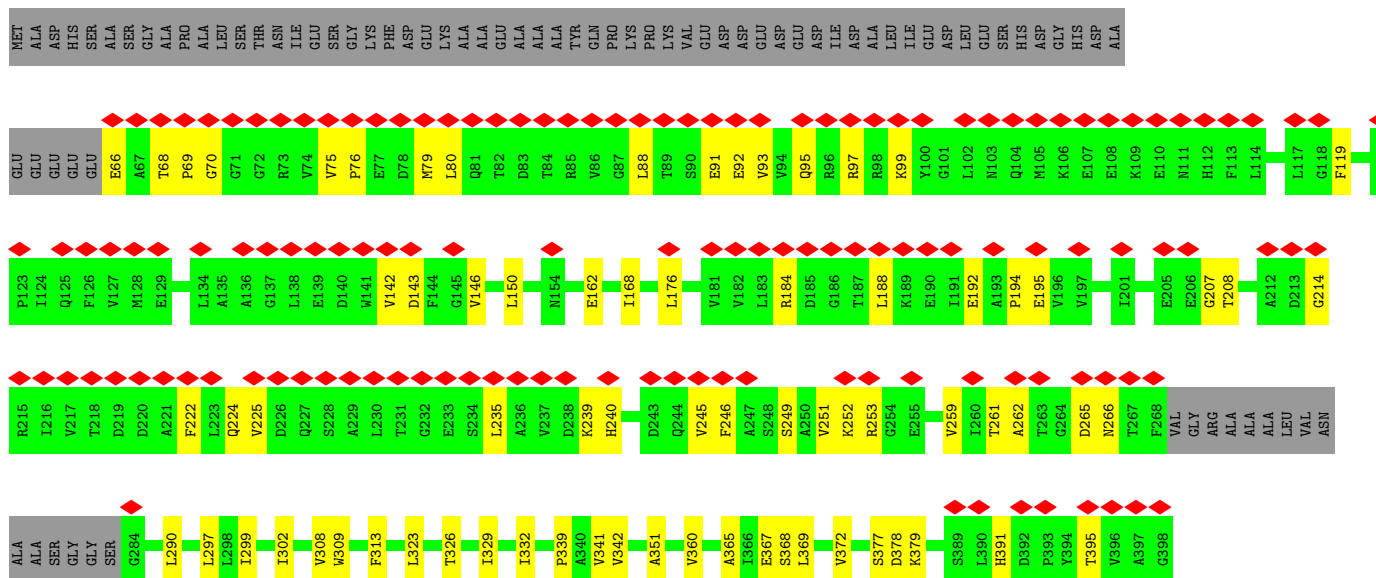 MET ALA ASP HIS SER ALA SER GLY ALA PRO ALA LEU SER THR ASN ILE GLU SER GLY LYS PHE ASP GLU LYS ALA ALA GLU ALA ALA ALA TYR GLN PRO LYS PRO LYS VAL GLU ASP ASP GLU ASP GLU ASP ILE ASP ALA LEU ILE GLU ASP LEU GLU SER HIS ASP GLY HIS ASP ALA
GLU GLU GLU GLU GLU E66 A67 T68 P69 G70 G71 G72 R73 V74 V75 P76 E77 D78 M79 L80 Q81 T82 D83 T84 R85 V86 G87 L88 T89 S90 E91 E92 V93 V94 Q95 R96 R97 R98 K99 Y100 G101 L102 N103 Q104 M105 K106 E107 E108 K109 E110 N111 H112 F113 L114 L117 G118 F119
P123 I124 Q125 F126 V127 M128 E129 L134 A135 A136 G137 L138 E139 D140 W141 V142 D143 F144 G145 V146 L150 N154 E162 I168 L176 V181 V182 L183 R184 D185 G186 T187 L188 K189 E190 I191 E192 A193 P194 E195 V196 V197 I201 E205 E206 G207 T208 A212 D213 G214
R215 I216 V217 T218 D219 D220 A221 F222 L223 Q224 V225 D226 Q227 S228 A229 L230 T231 G232 E233 S234 L235 A236 V237 D238 K239 H240 D243 Q244 V245 F246 A247 S248 S249 A250 V251 K252 R253 G254 E255 V259 I260 T261 A262 T263 G264 D265 N266 T267 F268 VAL GLY ARG ALA ALA ALA LEU VAL ASN
ALA ALA SER GLY GLY SER G284 L290 L297 L298 I299 I302 V308 W309 F313 L323 T326 I329 I332 P339 A340 V341 V342 A351 V360 A365 I366 E367 S368 L369 V372 S377 D378 K379 S389 L390 H391 D392 P393 Y394 T395 V396 A397 G398